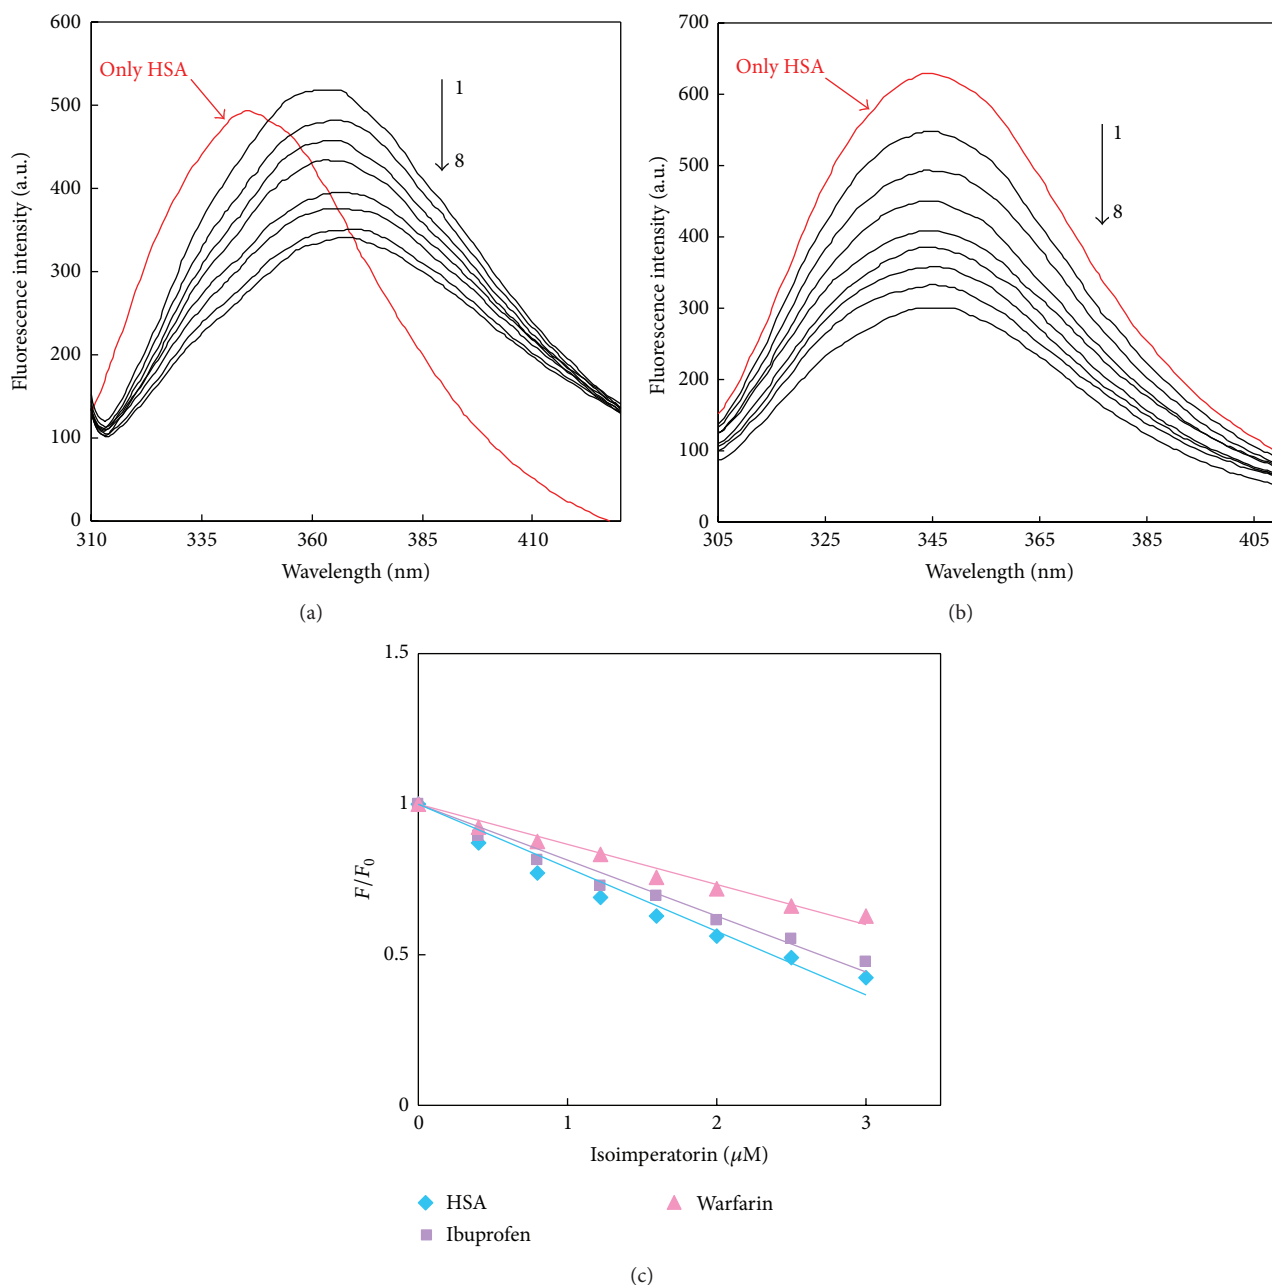 600
500
400
300
200
100
0
Fluorescence intensity (a.u.)
Only HSA
1
8
310 335 360 385 410
Wavelength (nm)
(a)
700
600
500
400
300
200
100
0
Fluorescence intensity (a.u.)
Only HSA
1
8
305 325 345 365 385 405
Wavelength (nm)
(b)
1.5
1
0.5
0
F/F0
0 1 2 3
Isoimperatorin (μM)
HSA
Ibuprofen
Warfarin
(c)